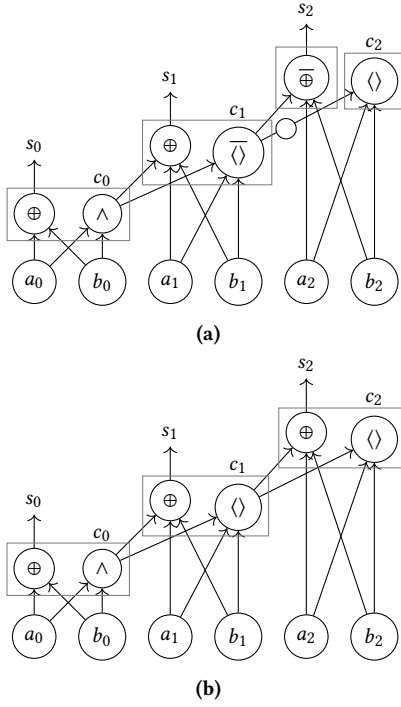 s₂
c₂
⊕̅ ⟨⟩
s₁
c₁
⊕ ⟨⟩̅
s₀
c₀
⊕ ∧
a₀ b₀ a₁ b₁ a₂ b₂
(a)
s₂
c₂
⊕ ⟨⟩
s₁
c₁
⊕ ⟨⟩
s₀
c₀
⊕ ∧
a₀ b₀ a₁ b₁ a₂ b₂
(b)